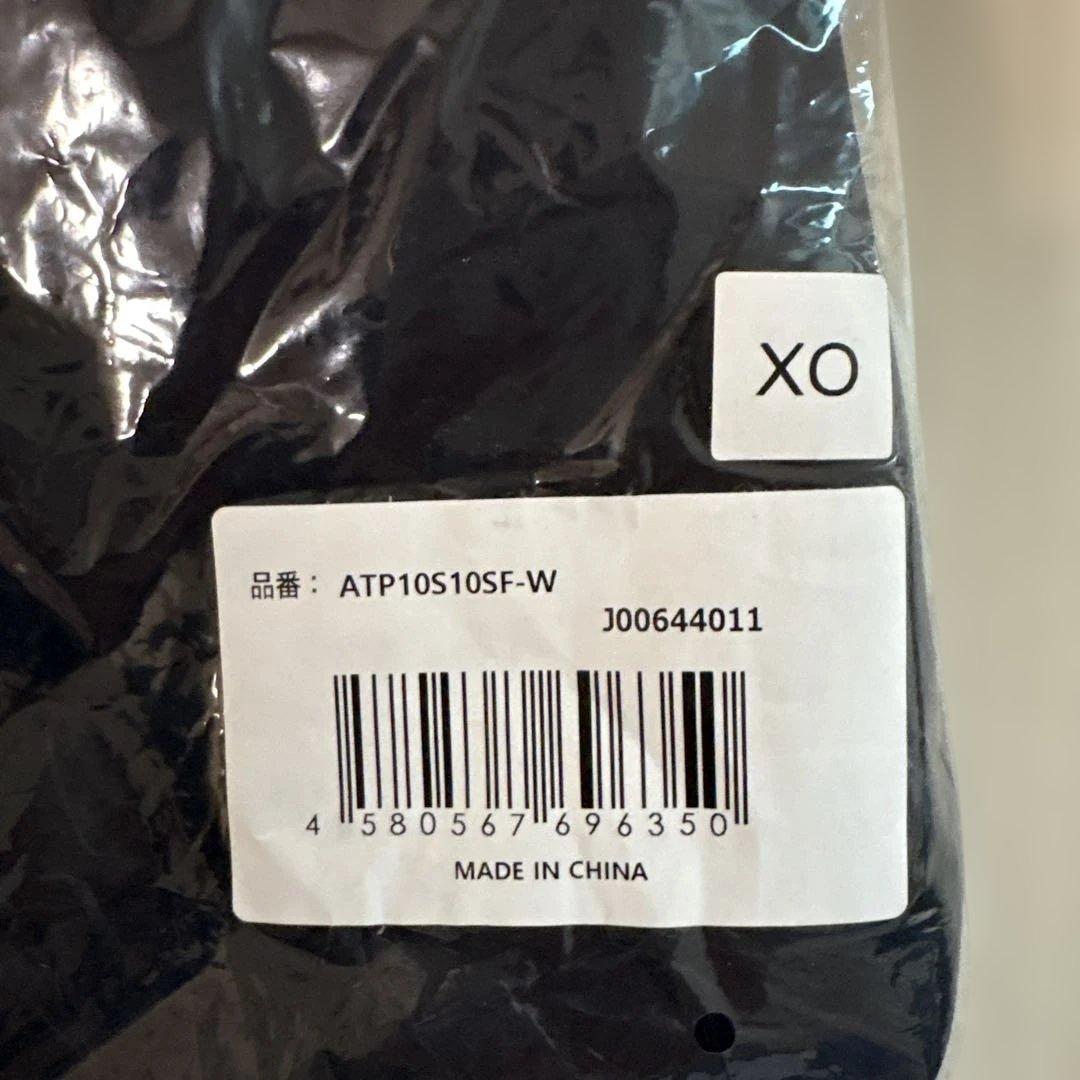 XO
品番： ATP10S10SF-W
J00644011
4 580567 696350
MADE IN CHINA